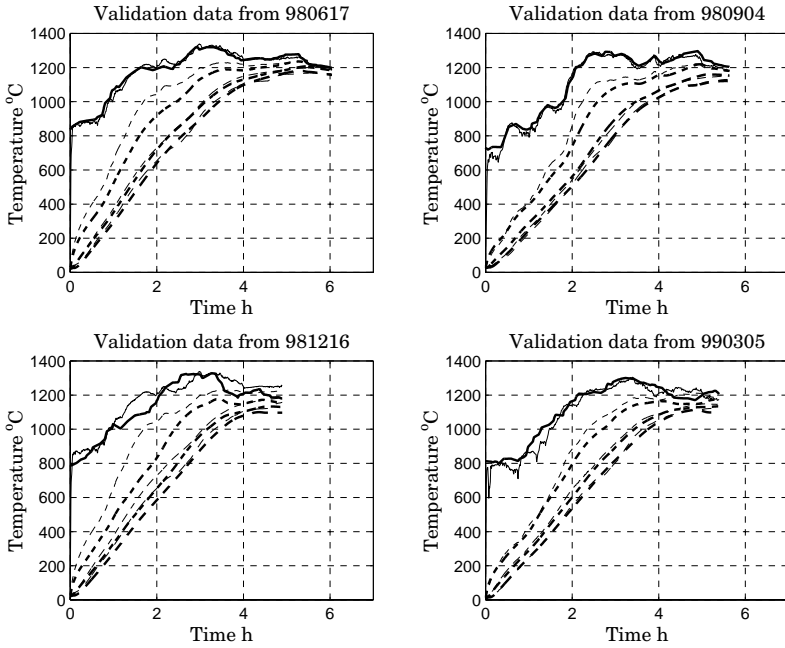 Validation data from 980617
Validation data from 980904
1400
1200
1000
800
600
400
200
0
Temperature °C
0 2 4 6
Time h
1400
1200
1000
800
600
400
200
0
Temperature °C
0 2 4 6
Time h
Validation data from 981216
Validation data from 990305
1400
1200
1000
800
600
400
200
0
Temperature °C
0 2 4 6
Time h
1400
1200
1000
800
600
400
200
0
Temperature °C
0 2 4 6
Time h